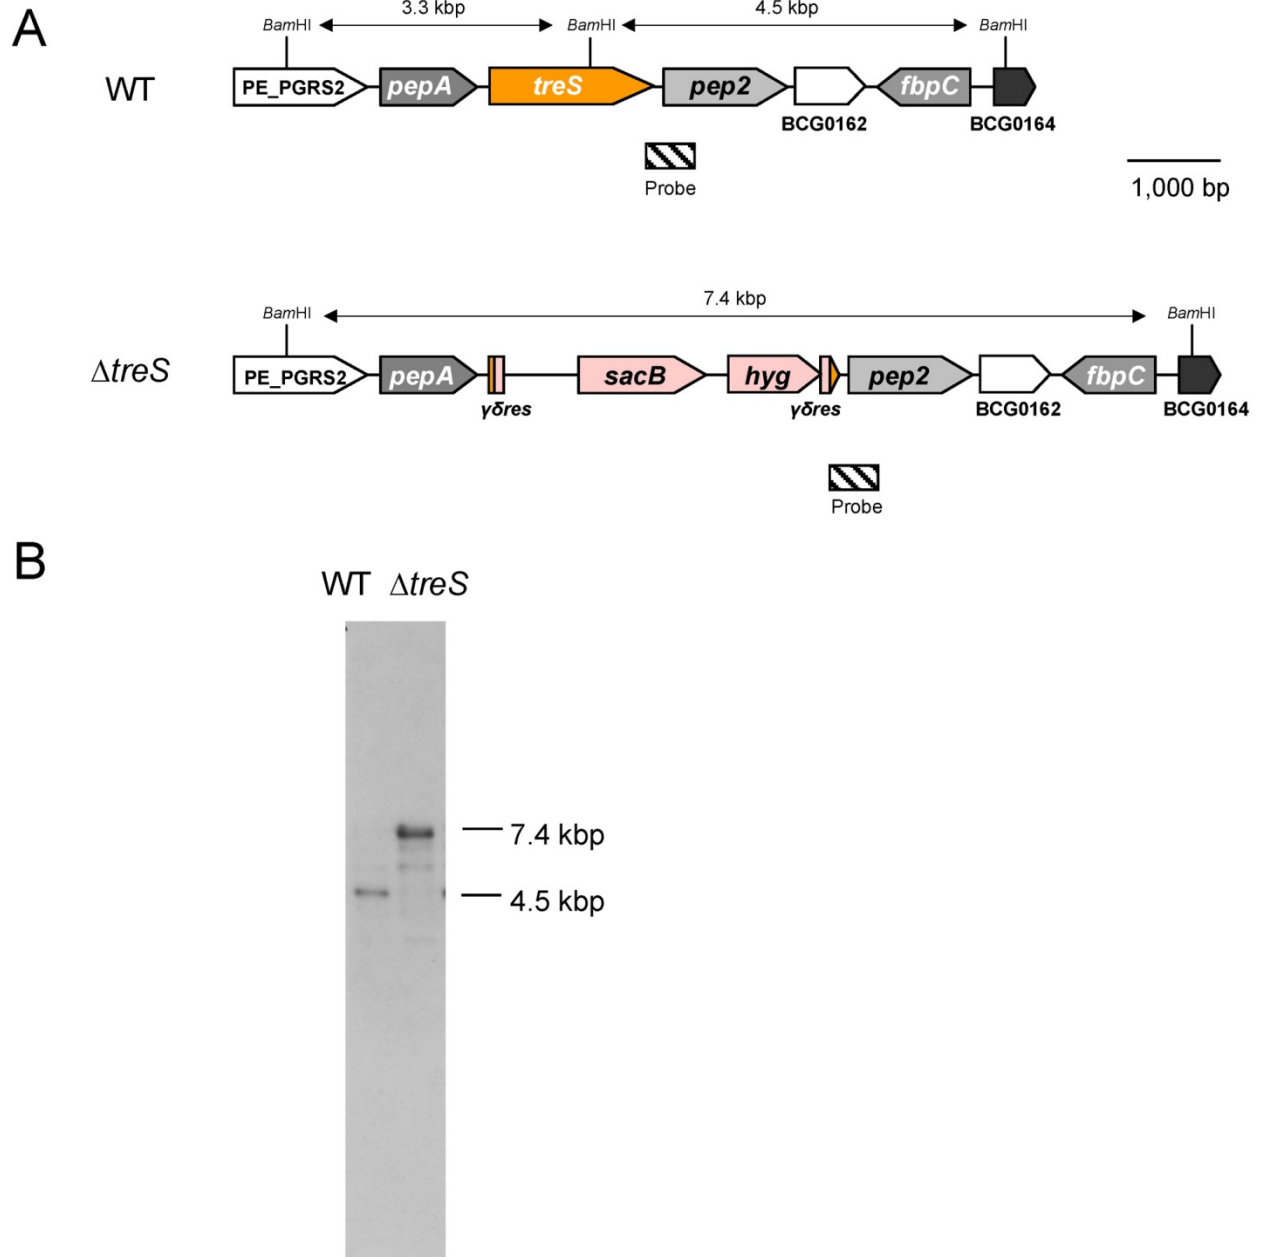 A
3.3 kbp
4.5 kbp
BamHI
BamHI
BamHI
WT
PE_PGRS2
pepA
treS
pep2
fbpC
BCG0162
BCG0164
Probe
1,000 bp
7.4 kbp
BamHI
BamHI
ΔtreS
PE_PGRS2
pepA
sacB
hyg
pep2
fbpC
γδres
γδres
BCG0162
BCG0164
Probe
B
WT ΔtreS
7.4 kbp
4.5 kbp